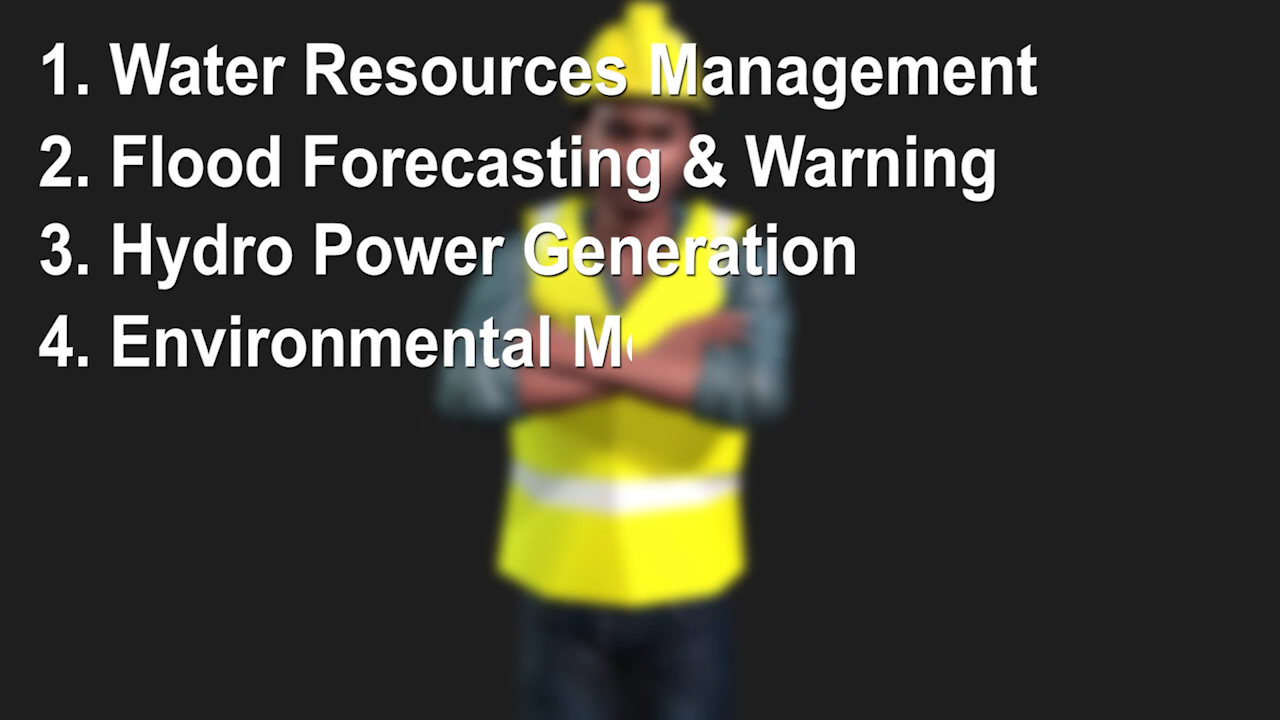 1. Water Resources Management
2. Flood Forecasting & Warning
3. Hydro Power Generation
4. Environmental